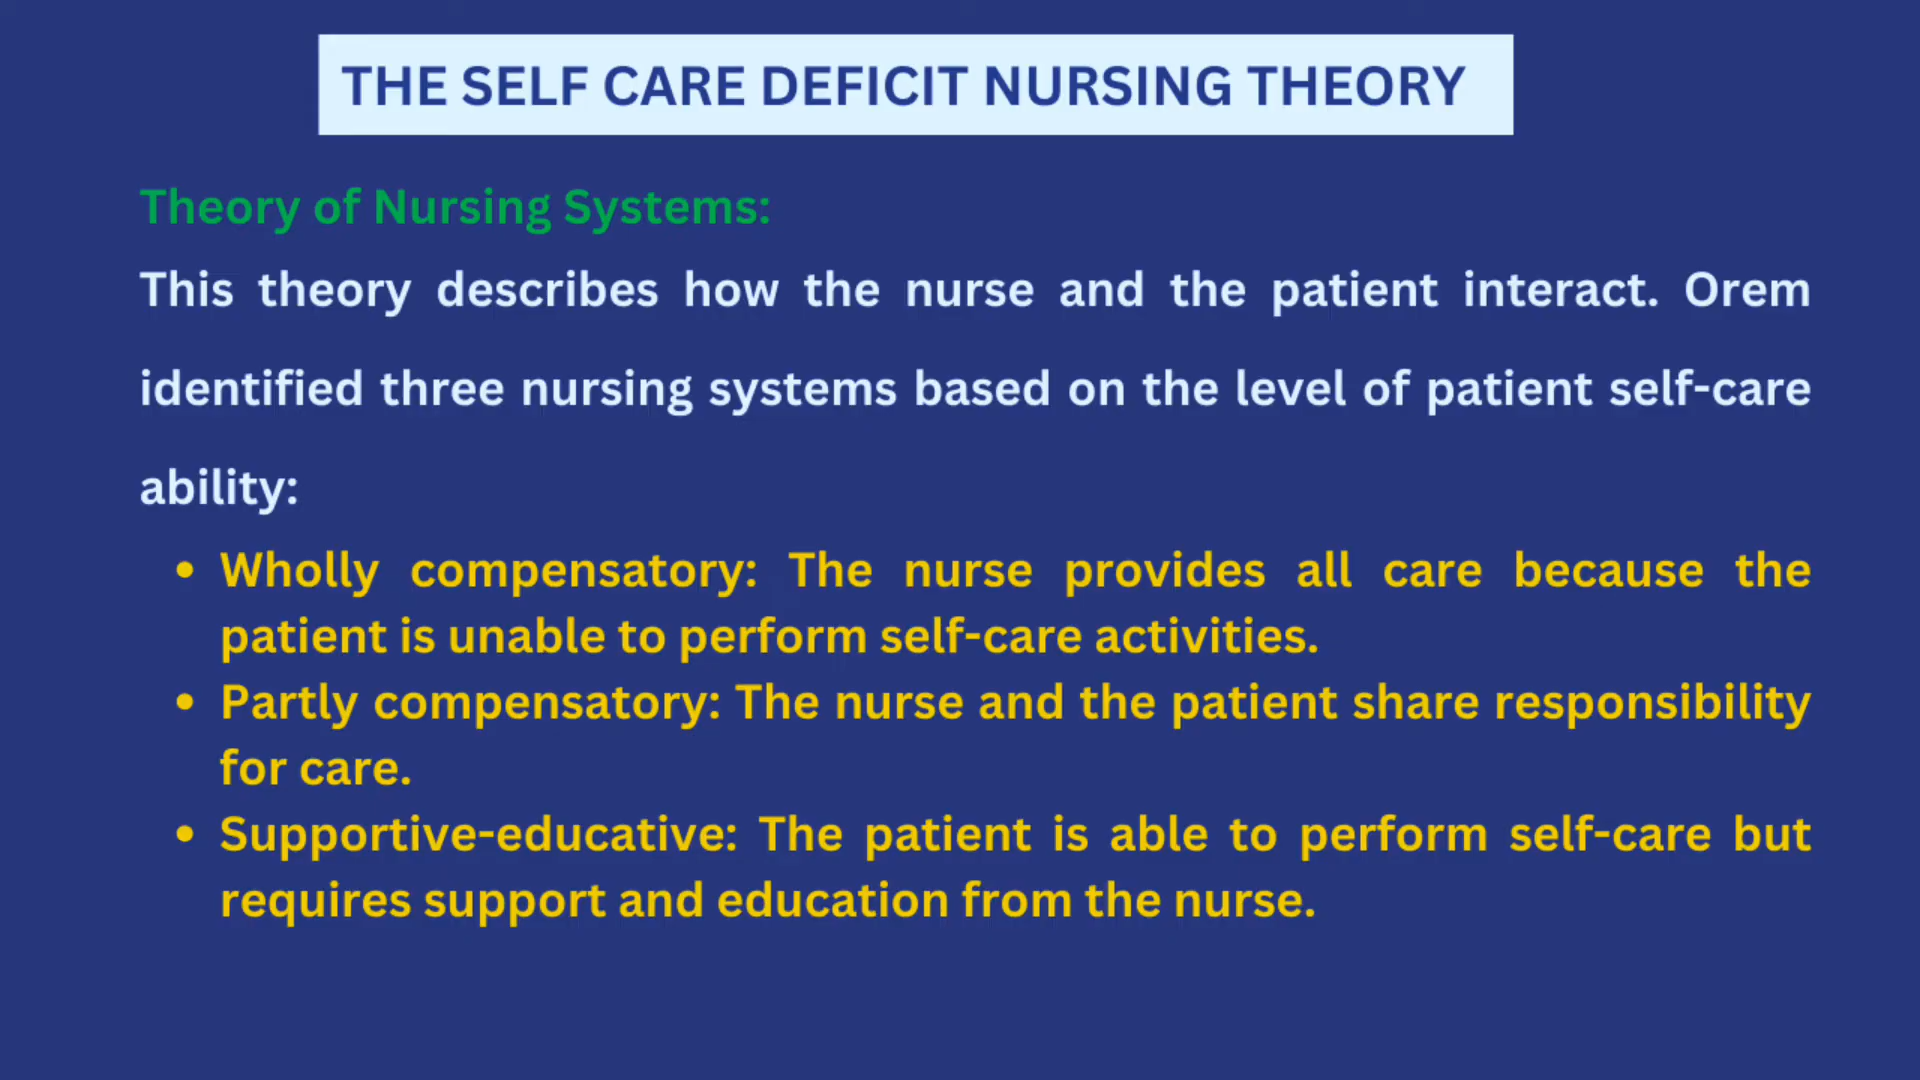 THE SELF CARE DEFICIT NURSING THEORY
Theory of Nursing Systems:
This theory describes how the nurse and the patient interact. Orem
identified three nursing systems based on the level of patient self-care
ability:
• Wholly compensatory: The nurse provides all care because the
patient is unable to perform self-care activities.
• Partly compensatory: The nurse and the patient share responsibility
for care.
• Supportive-educative: The patient is able to perform self-care but
requires support and education from the nurse.